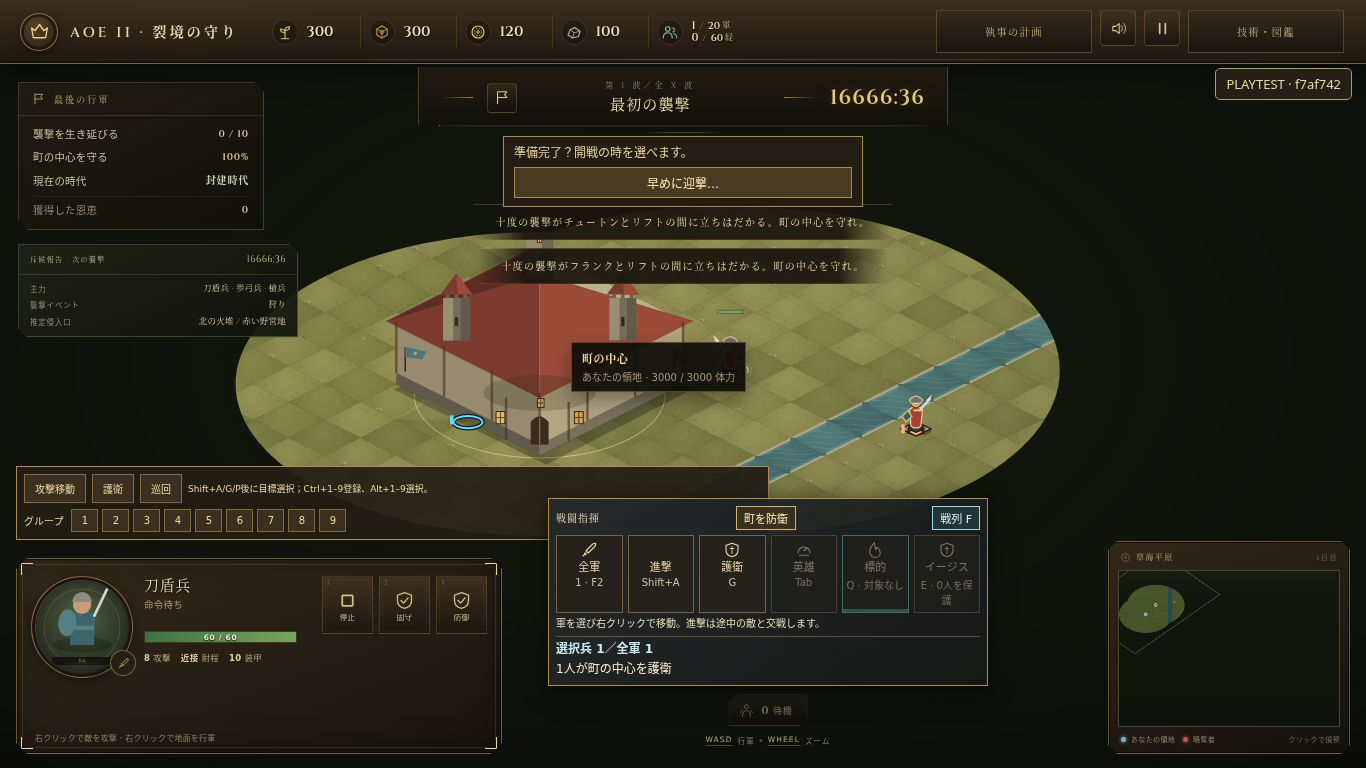 AOE II · 裂境の守り
300
300
120
100
1 / 20 軍
0 / 60 経
執事の計画
技術・図鑑
PLAYTEST · f7af742
最後の行軍
襲撃を生き延びる 0 / 10
町の中心を守る 100%
現在の時代 封建時代
獲得した恩恵 0
第 I 波／全 X 波
最初の襲撃
16666:36
準備完了？開戦の時を選べます。
早めに迎撃…
十度の襲撃がチュートンとリフトの間に立ちはだかる。町の中心を守れ。
十度の襲撃がフランクとリフトの間に立ちはだかる。町の中心を守れ。
斥候報告 · 次の襲撃 16666:36
主力 刀盾兵 · 歩弓兵 · 槍兵
襲撃イベント 狩り
推定侵入口 北の火堆 / 赤い野営地
町の中心
あなたの領地 · 3000 / 3000 体力
攻撃移動
護衛
巡回
Shift+A/G/P後に目標選択；Ctrl+1–9登録、Alt+1–9選択。
グループ 1 2 3 4 5 6 7 8 9
戦闘指揮
町を防衛
戦列 F
全軍
1 · F2
進撃
Shift+A
護衛
G
英雄
Tab
標的
Q · 対象なし
イージス
E · 0人を保護
軍を選び右クリックで移動。進撃は途中の敵と交戦します。
選択兵 1／全軍 1
1人が町の中心を護衛
刀盾兵
命令待ち
60 / 60
8 攻撃 近接 射程 10 装甲
1
停止
2
固守
3
防御
右クリックで敵を攻撃 · 右クリックで地面を行軍
0 待機
WASD 行軍 • WHEEL ズーム
草海平原
1日目
あなたの領地
略奪者
クリックで偵察